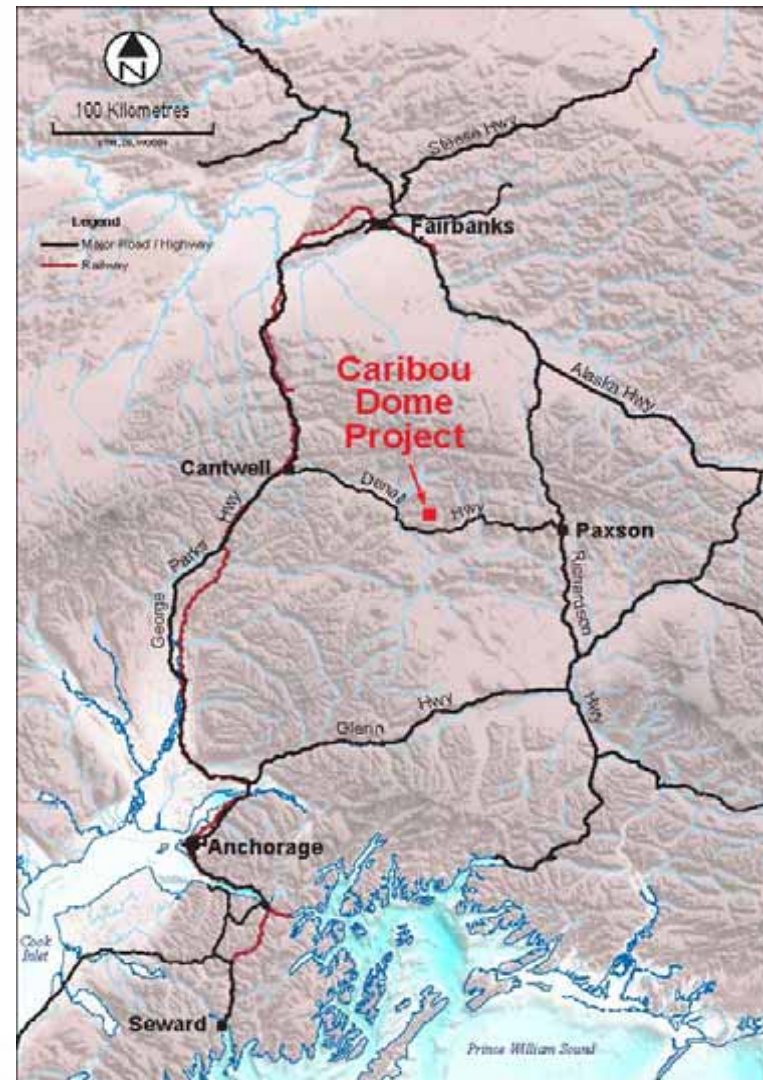 N
100 Kilometres
Legend
Major Road / Highway
Railway
Steese Hwy
Fairbanks
Alaska Hwy
Caribou
Dome
Project
Cantwell
Denali Hwy
Paxson
George Parks Hwy
Richardson Hwy
Glenn Hwy
Anchorage
Cook
Inlet
Seward
Prince William Sound